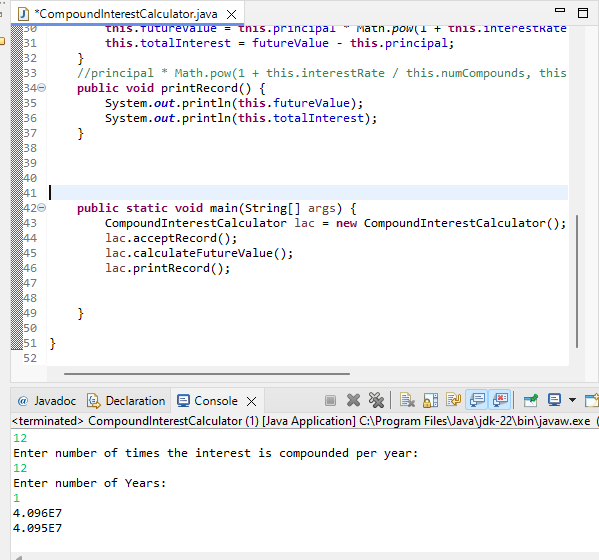 *CompoundInterestCalculator.java
30 this.futureValue = this.principal * Math.pow(1 + this.interestRate
31 this.totalInterest = futureValue - this.principal;
32 }
33 //principal * Math.pow(1 + this.interestRate / this.numCompounds, this
34 public void printRecord() {
35 System.out.println(this.futureValue);
36 System.out.println(this.totalInterest);
37 }
38
39
40
41
42 public static void main(String[] args) {
43 CompoundInterestCalculator lac = new CompoundInterestCalculator();
44 lac.acceptRecord();
45 lac.calculateFutureValue();
46 lac.printRecord();
47
48
49 }
50
51 }
52
@ Javadoc Declaration Console
<terminated> CompoundInterestCalculator (1) [Java Application] C:\Program Files\Java\jdk-22\bin\javaw.exe (
12
Enter number of times the interest is compounded per year:
12
Enter number of Years:
1
4.096E7
4.095E7